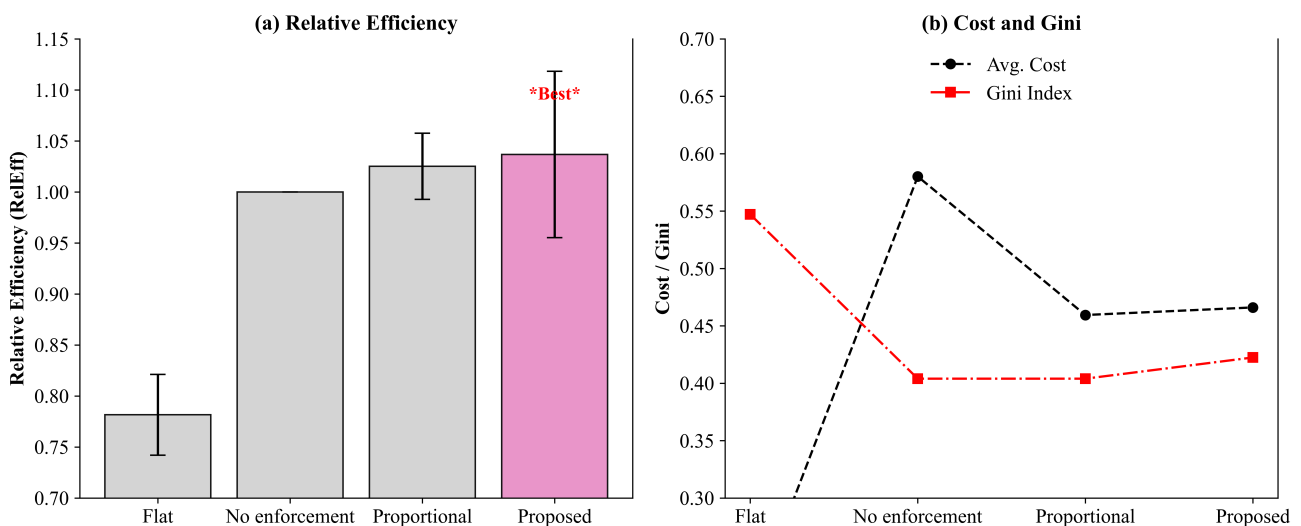 (a) Relative Efficiency
Relative Efficiency (RelEff)
1.15
1.10
1.05
1.00
0.95
0.90
0.85
0.80
0.75
0.70
*Best*
Flat
No enforcement
Proportional
Proposed
(b) Cost and Gini
Cost / Gini
0.70
0.65
0.60
0.55
0.50
0.45
0.40
0.35
0.30
Avg. Cost
Gini Index
Flat
No enforcement
Proportional
Proposed